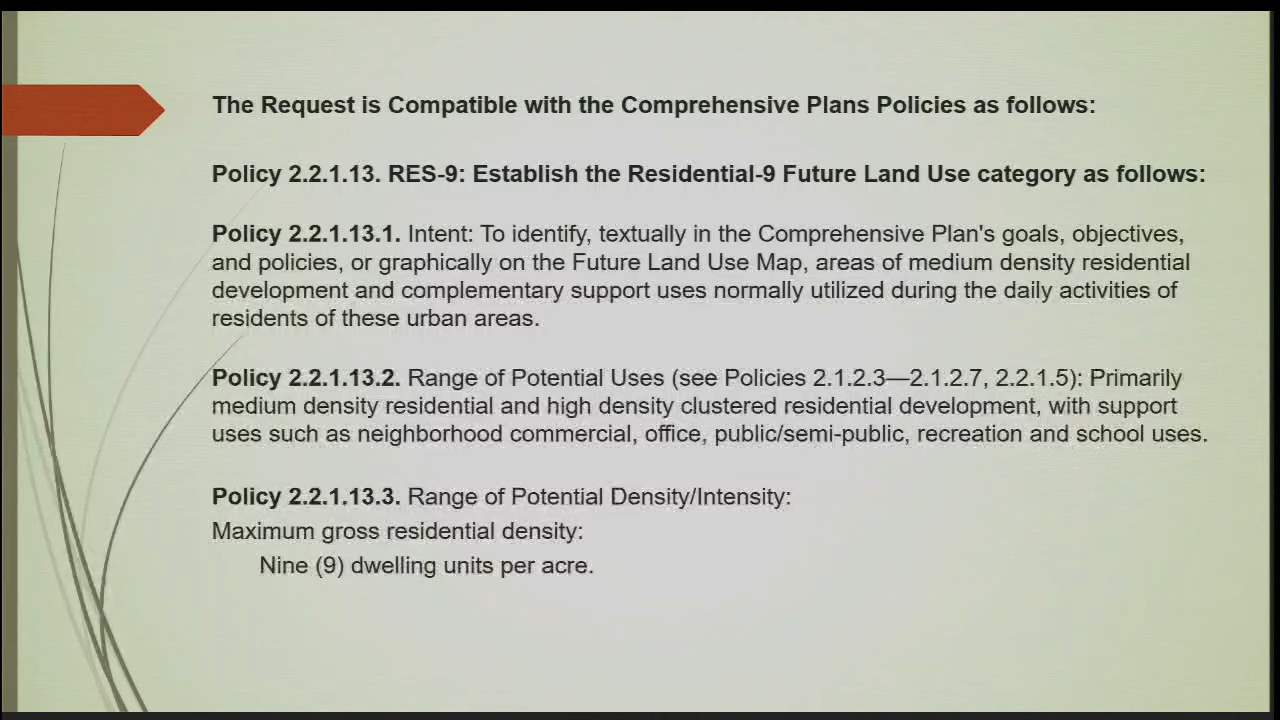 The Request is Compatible with the Comprehensive Plans Policies as follows:
Policy 2.2.1.13. RES-9: Establish the Residential-9 Future Land Use category as follows:
Policy 2.2.1.13.1. Intent: To identify, textually in the Comprehensive Plan's goals, objectives,
and policies, or graphically on the Future Land Use Map, areas of medium density residential
development and complementary support uses normally utilized during the daily activities of
residents of these urban areas.
Policy 2.2.1.13.2. Range of Potential Uses (see Policies 2.1.2.3—2.1.2.7, 2.2.1.5): Primarily
medium density residential and high density clustered residential development, with support
uses such as neighborhood commercial, office, public/semi-public, recreation and school uses.
Policy 2.2.1.13.3. Range of Potential Density/Intensity:
Maximum gross residential density:
Nine (9) dwelling units per acre.